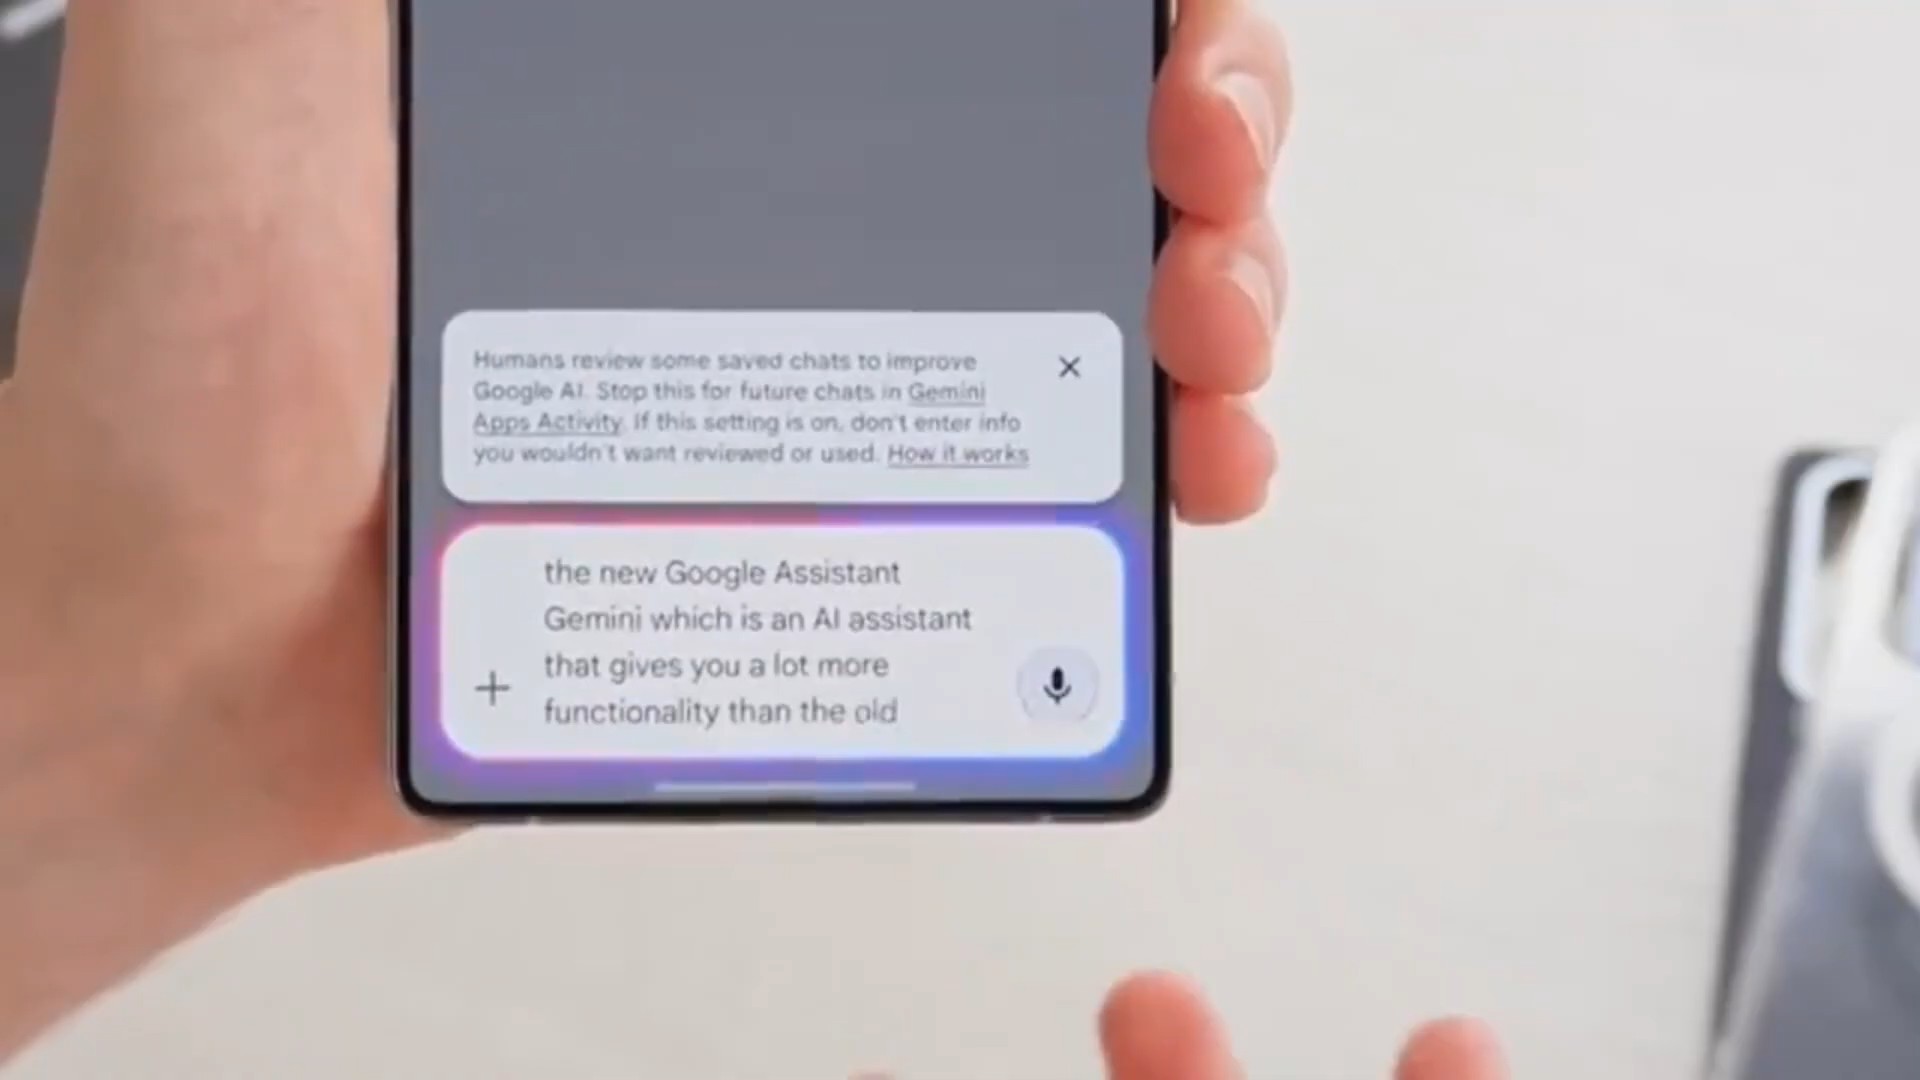 Humans review some saved chats to improve
Google AI. Stop this for future chats in Gemini
Apps Activity. If this setting is on, don't enter info
you wouldn't want reviewed or used. How it works
the new Google Assistant
Gemini which is an AI assistant
that gives you a lot more
functionality than the old